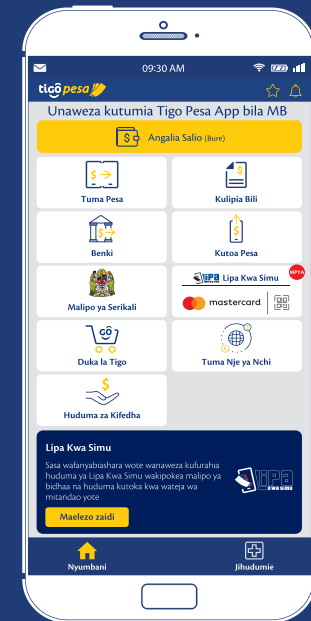 09:30 AM
tigo pesa
Unaweza kutumia Tigo Pesa App bila MB
Angalia Salio (Bure)
Tuma Pesa
Kulipia Bili
Benki
Kutoa Pesa
Malipo ya Serikali
LIPA KWA SIMU Lipa Kwa Simu
MPYA
mastercard
Duka la Tigo
Tuma Nje ya Nchi
Huduma za Kifedha
Lipa Kwa Simu
Sasa wafanyabiashara wote wanaweza kufurahia
huduma ya Lipa Kwa Simu wakipokea malipo ya
bidhaa na huduma kutoka kwa wateja wa
mitandao yote
LIPA
KWA SIMU
Maelezo zaidi
Nyumbani
Jihudumie